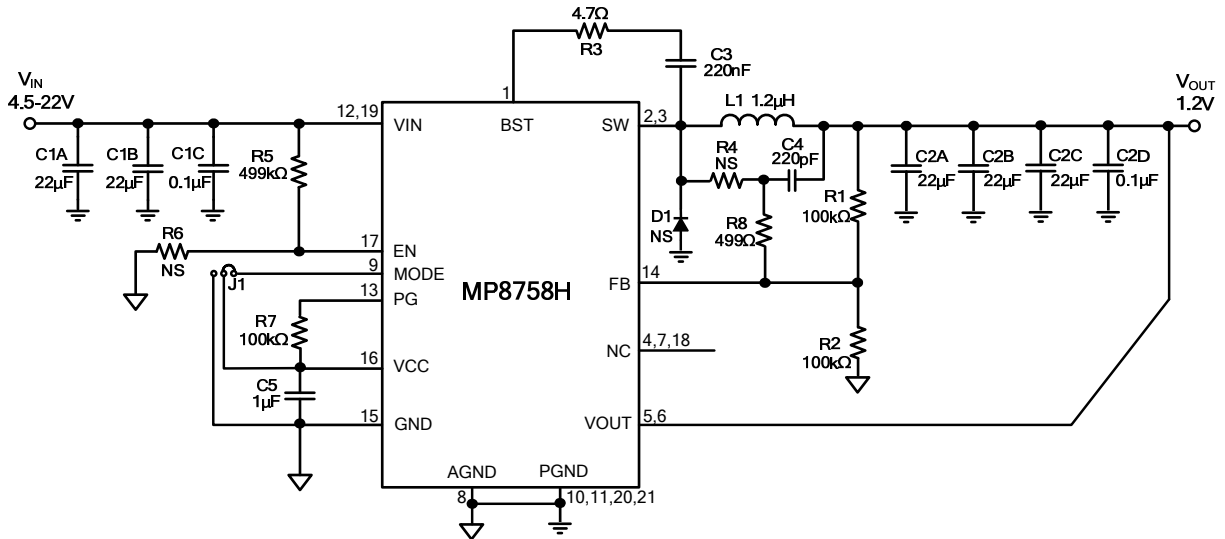 4.7Ω
R3
C3
220nF
V_IN
4.5-22V
V_OUT
1.2V
L1 1.2μH
12,19
1
2,3
VIN
BST
SW
C1A
22μF
C1B
22μF
C1C
0.1μF
R5
499kΩ
R4
NS
C4
220pF
C2A
22μF
C2B
22μF
C2C
22μF
C2D
0.1μF
R1
100kΩ
D1
NS
R8
499Ω
R6
NS
17
EN
9
MODE
J1
13
PG
MP8758H
FB
14
R7
100kΩ
16
VCC
NC
4,7,18
R2
100kΩ
C5
1μF
15
GND
VOUT
5,6
AGND
PGND
8
10,11,20,21